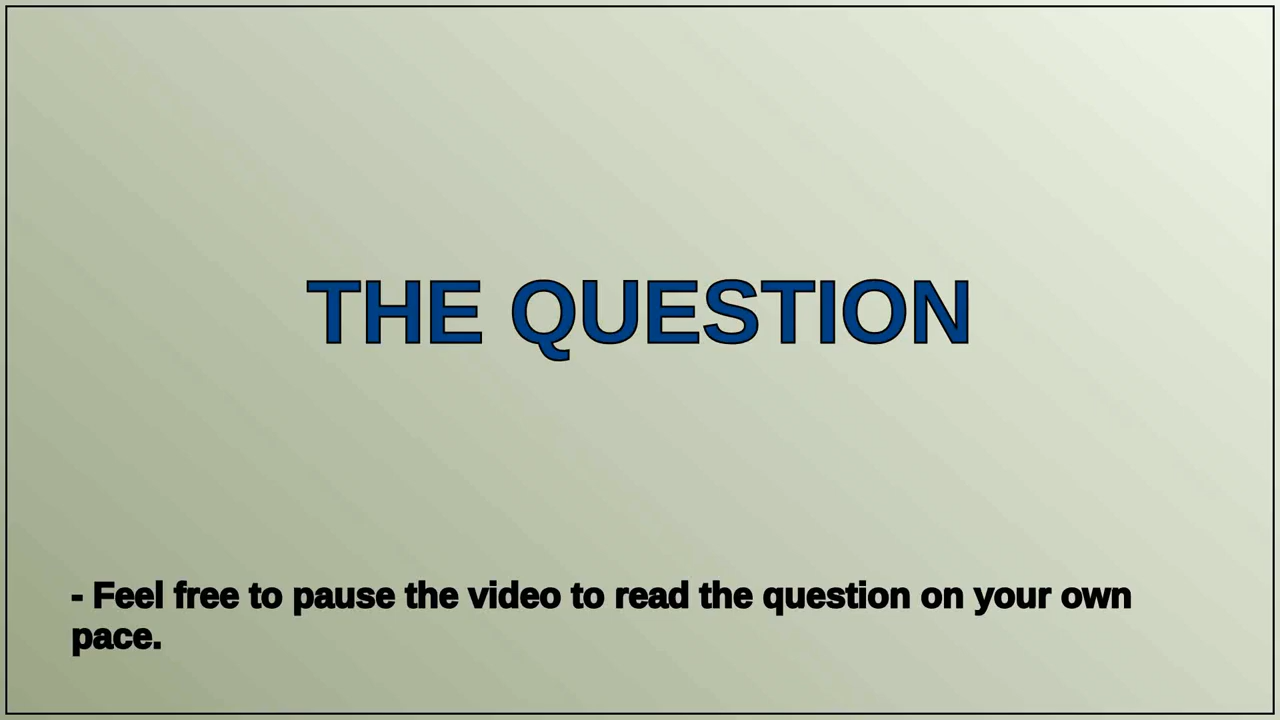 THE QUESTION
- Feel free to pause the video to read the question on your own
pace.